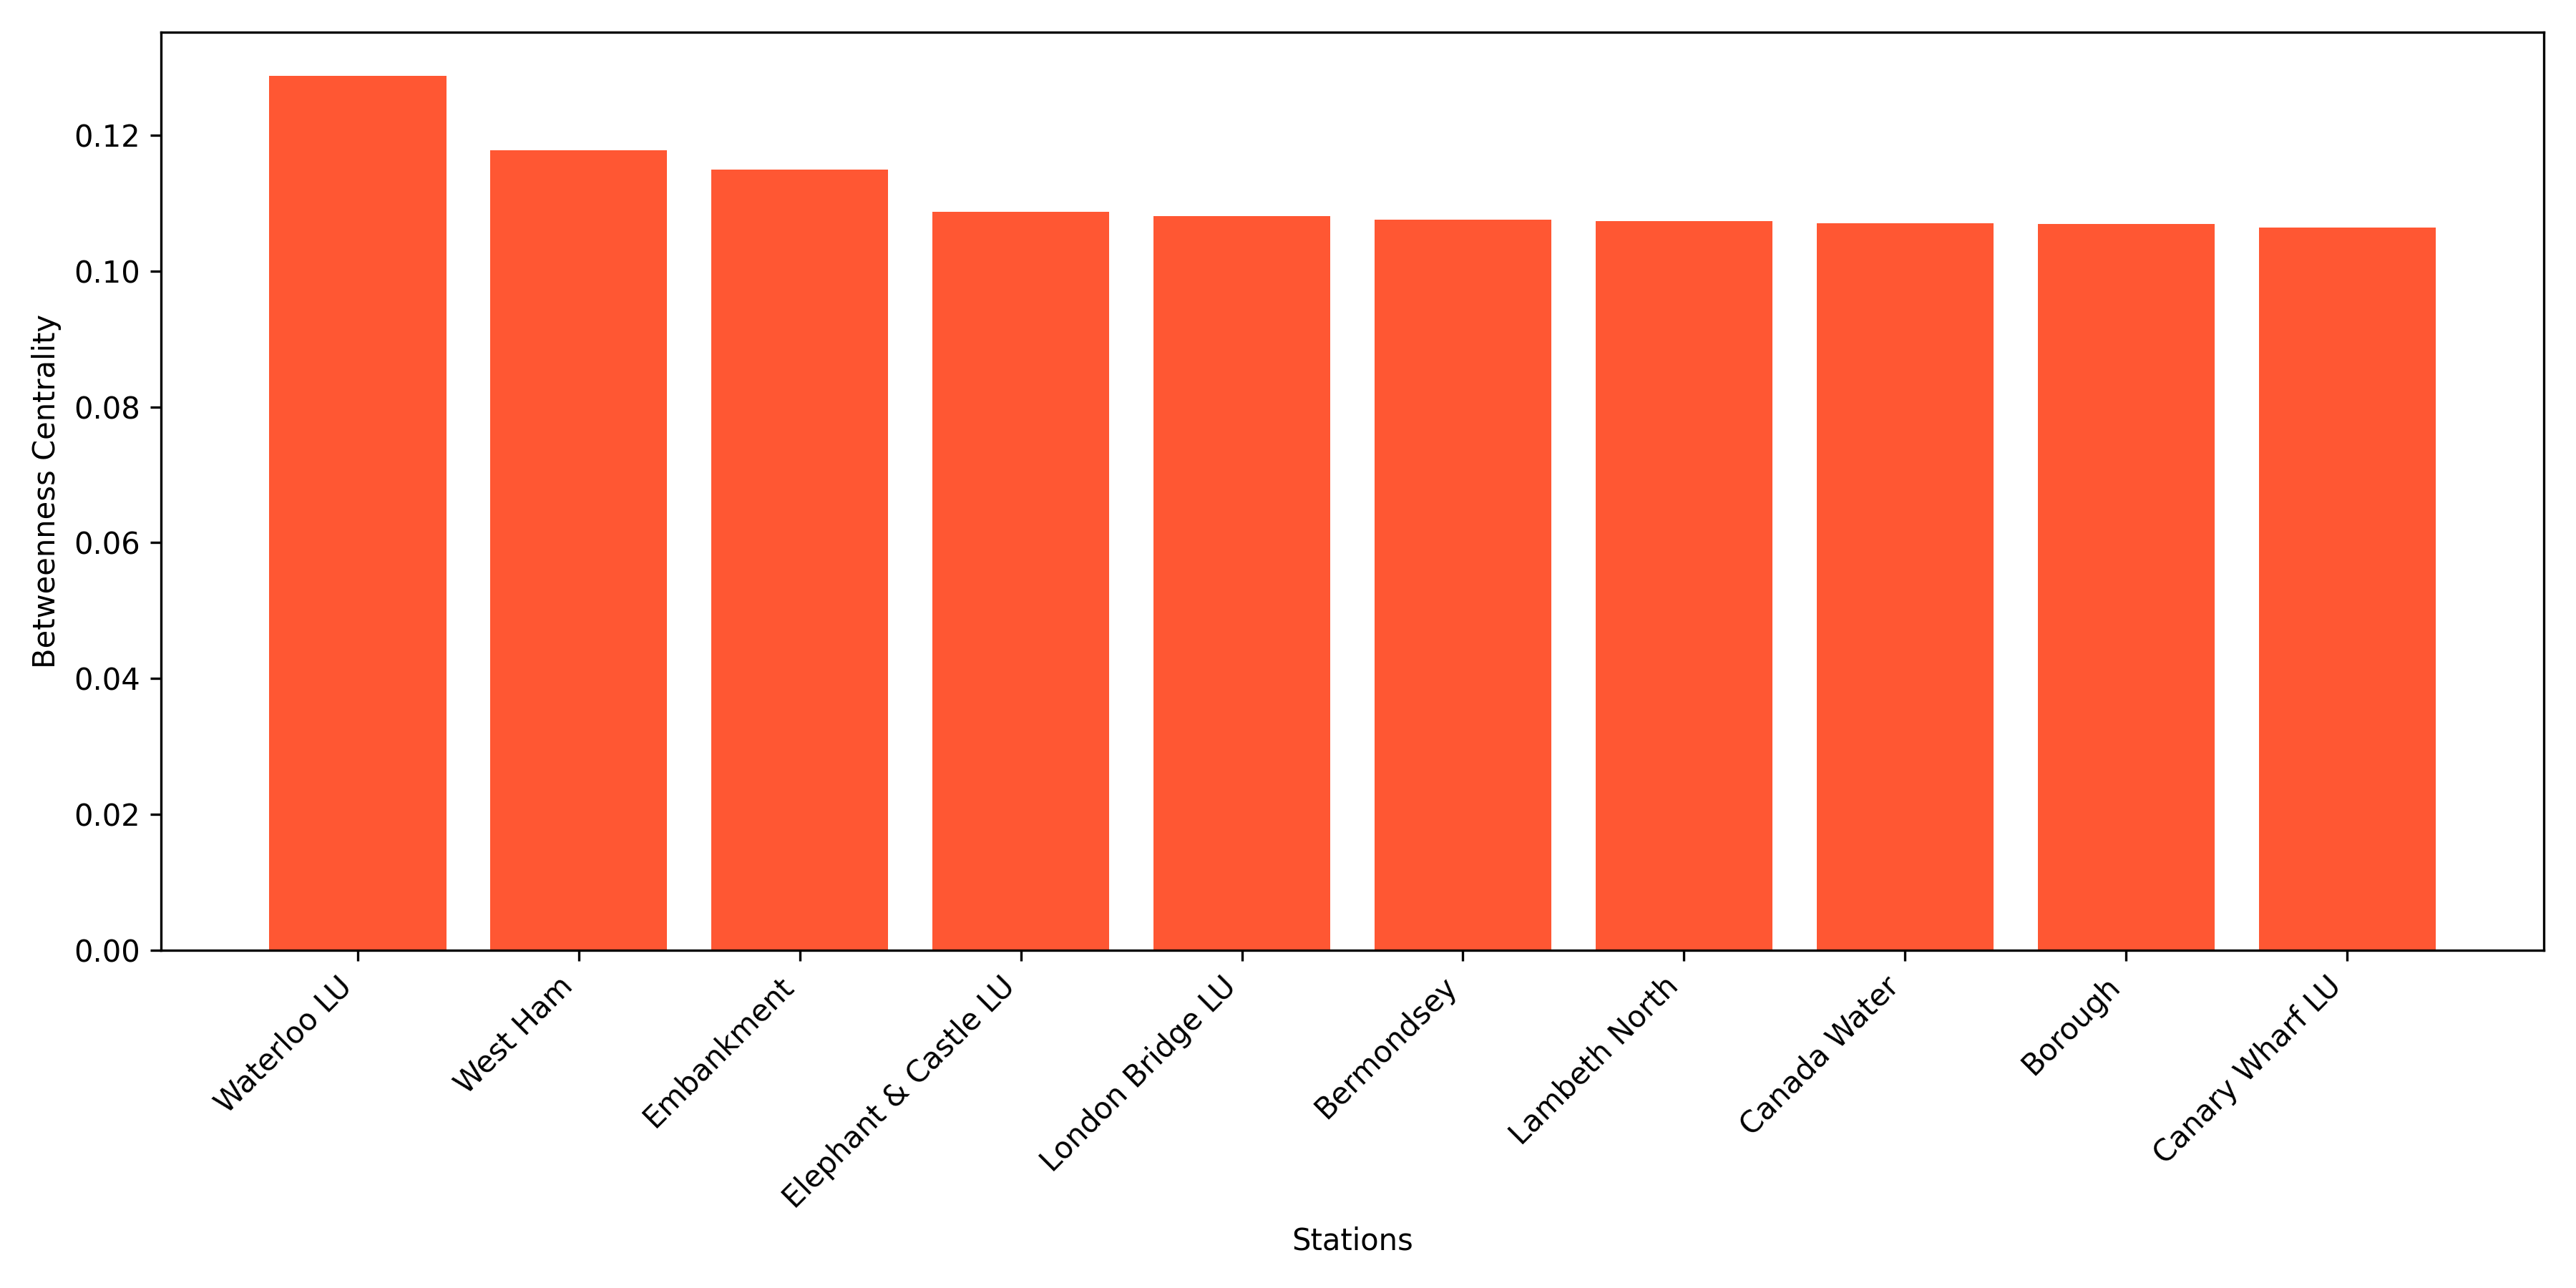 Betweenness Centrality
0.12
0.10
0.08
0.06
0.04
0.02
0.00
Waterloo LU
West Ham
Embankment
Elephant & Castle LU
London Bridge LU
Bermondsey
Lambeth North
Canada Water
Borough
Canary Wharf LU
Stations